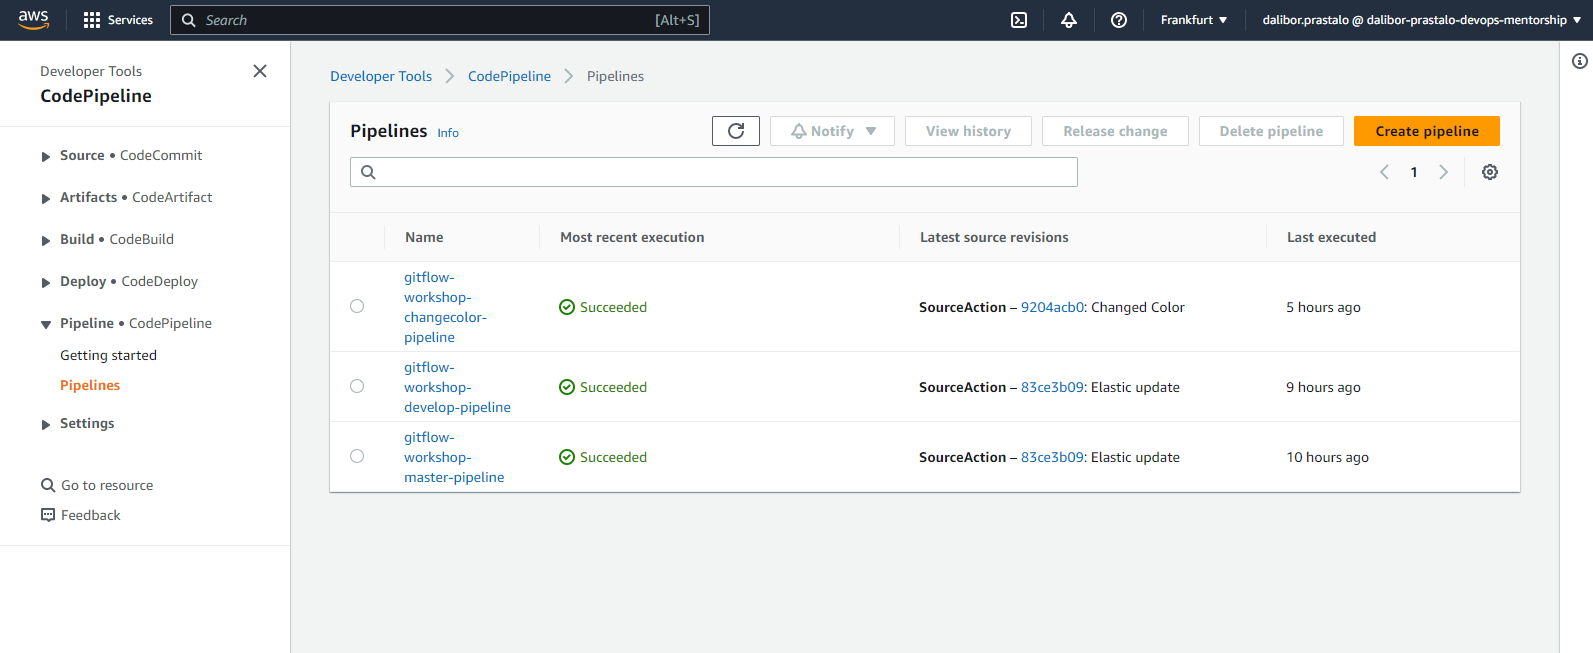 aws
Services
Search
[Alt+S]
Frankfurt
dalibor.prastalo @ dalibor-prastalo-devops-mentorship
Developer Tools
CodePipeline
Source • CodeCommit
Artifacts • CodeArtifact
Build • CodeBuild
Deploy • CodeDeploy
Pipeline • CodePipeline
Getting started
Pipelines
Settings
Go to resource
Feedback
Developer Tools
CodePipeline
Pipelines
Pipelines Info
Notify
View history
Release change
Delete pipeline
Create pipeline
1
Name Most recent execution Latest source revisions Last executed
gitflow-
workshop-
changecolor-
pipeline
Succeeded
SourceAction – 9204acb0: Changed Color
5 hours ago
gitflow-
workshop-
develop-pipeline
Succeeded
SourceAction – 83ce3b09: Elastic update
9 hours ago
gitflow-
workshop-
master-pipeline
Succeeded
SourceAction – 83ce3b09: Elastic update
10 hours ago